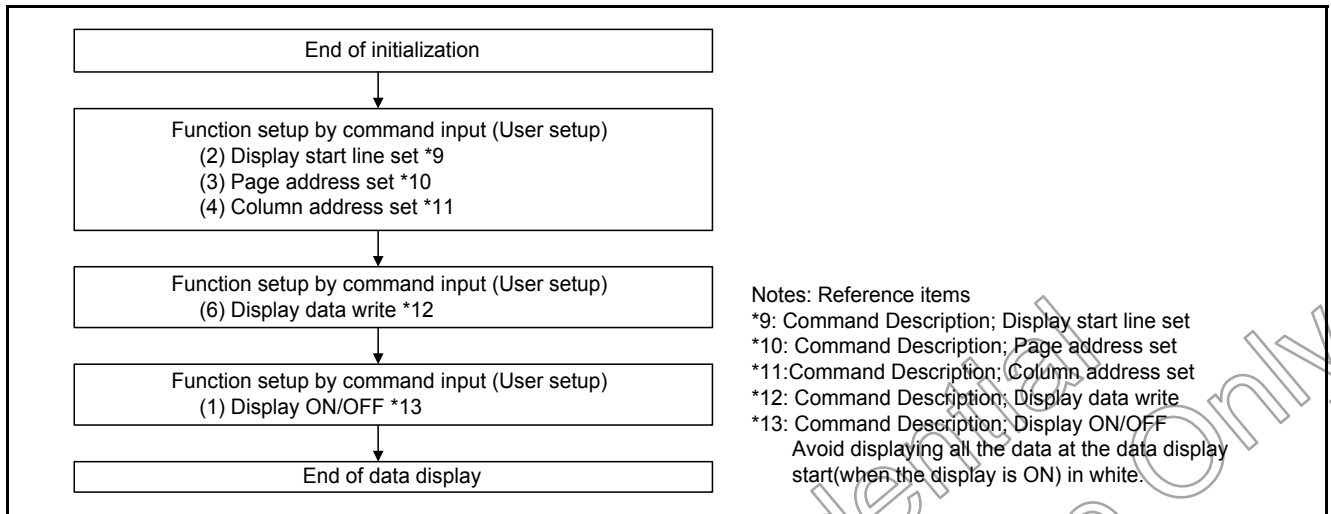 End of initialization
Function setup by command input (User setup)
(2) Display start line set *9
(3) Page address set *10
(4) Column address set *11
Function setup by command input (User setup)
(6) Display data write *12
Function setup by command input (User setup)
(1) Display ON/OFF *13
End of data display
Notes: Reference items
*9: Command Description; Display start line set
*10: Command Description; Page address set
*11:Command Description; Column address set
*12: Command Description; Display data write
*13: Command Description; Display ON/OFF
Avoid displaying all the data at the data display
start(when the display is ON) in white.
dential
Only